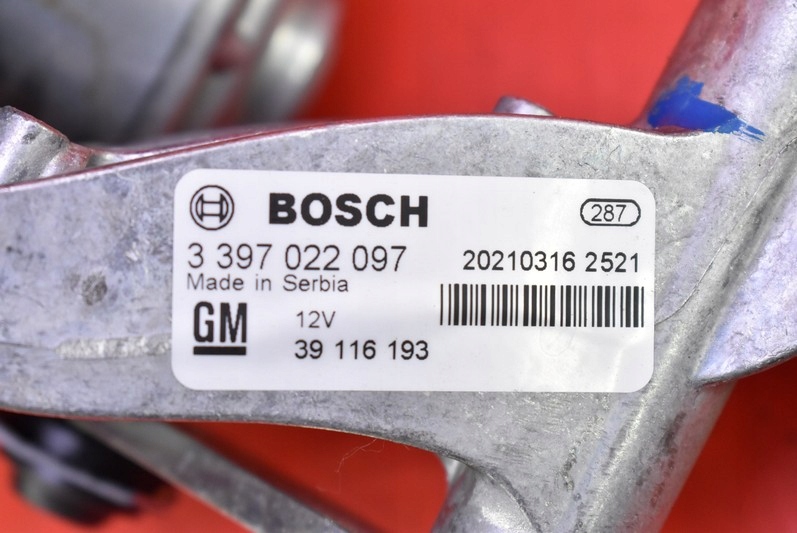 BOSCH
287
3 397 022 097
20210316 2521
Made in Serbia
GM
12V
39 116 193